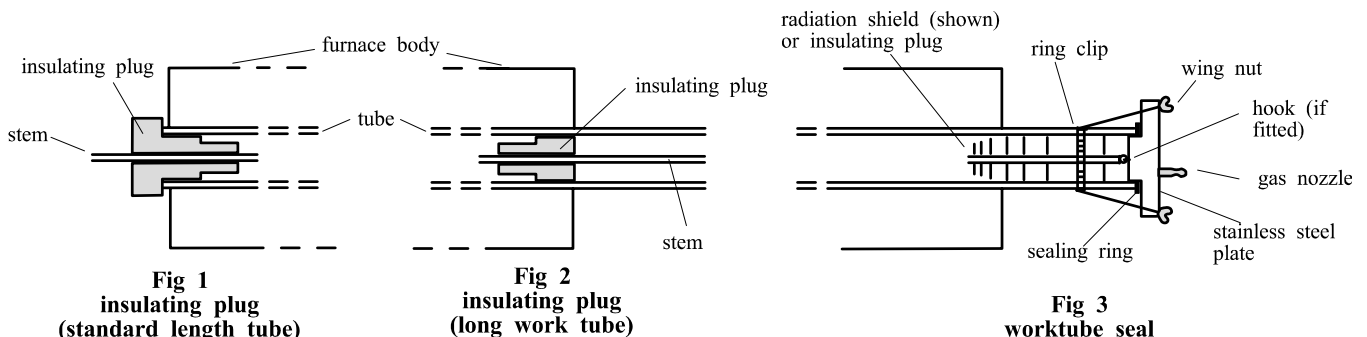 furnace body
insulating plug
stem
tube
Fig 1
insulating plug
(standard length tube)
insulating plug
stem
Fig 2
insulating plug
(long work tube)
radiation shield (shown)
or insulating plug
ring clip
wing nut
hook (if
fitted)
gas nozzle
stainless steel
plate
sealing ring
Fig 3
worktube seal